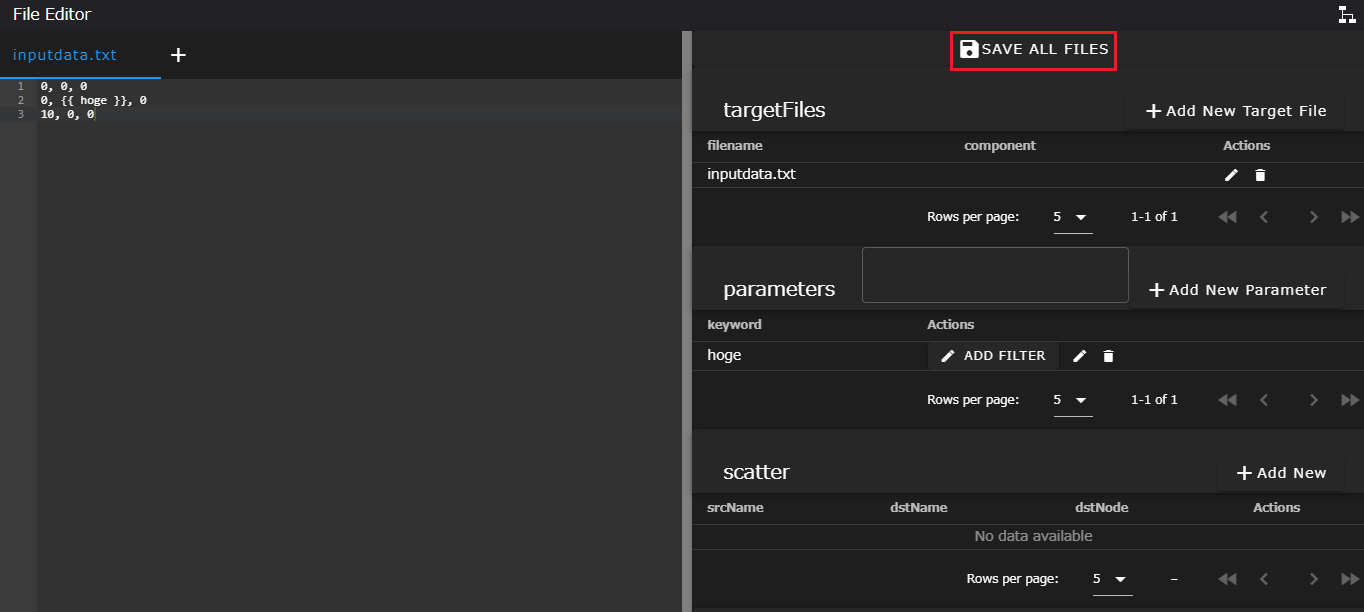 File Editor
inputdata.txt +
1 0, 0, 0
2 0, {{ hoge }}, 0
3 10, 0, 0
SAVE ALL FILES
targetFiles + Add New Target File
filename component Actions
inputdata.txt
Rows per page: 5 1-1 of 1
parameters + Add New Parameter
keyword Actions
hoge ADD FILTER
Rows per page: 5 1-1 of 1
scatter + Add New
srcName dstName dstNode Actions
No data available
Rows per page: 5 –